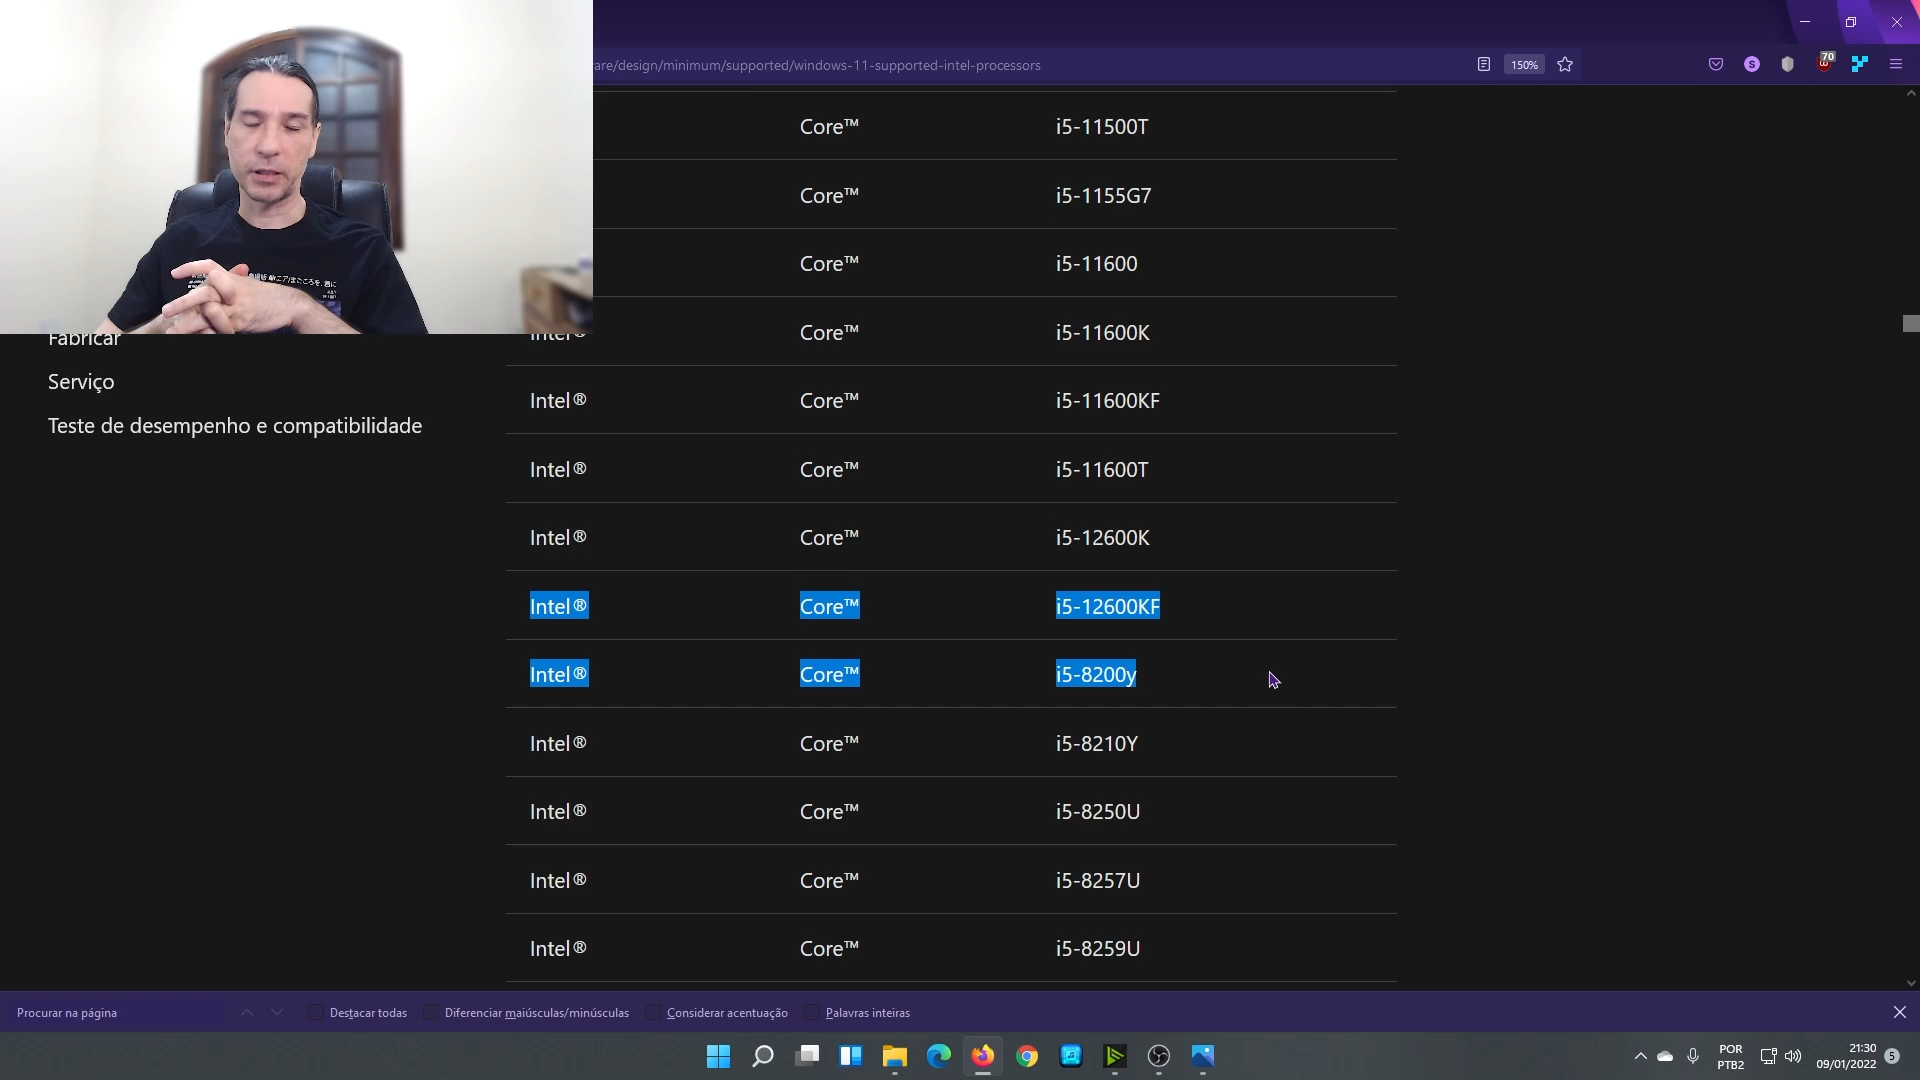 are/design/minimum/supported/windows-11-supported-intel-processors
150%
S
70
Core™ i5-11500T
Core™ i5-1155G7
Core™ i5-11600
Intel® Core™ i5-11600K
Fabricar
Serviço
Intel® Core™ i5-11600KF
Teste de desempenho e compatibilidade
Intel® Core™ i5-11600T
Intel® Core™ i5-12600K
Intel® Core™ i5-12600KF
Intel® Core™ i5-8200y
Intel® Core™ i5-8210Y
Intel® Core™ i5-8250U
Intel® Core™ i5-8257U
Intel® Core™ i5-8259U
Procurar na página Destacar todas Diferenciar maiúsculas/minúsculas Considerar acentuação Palavras inteiras
POR 21:30
PTB2 09/01/2022 5